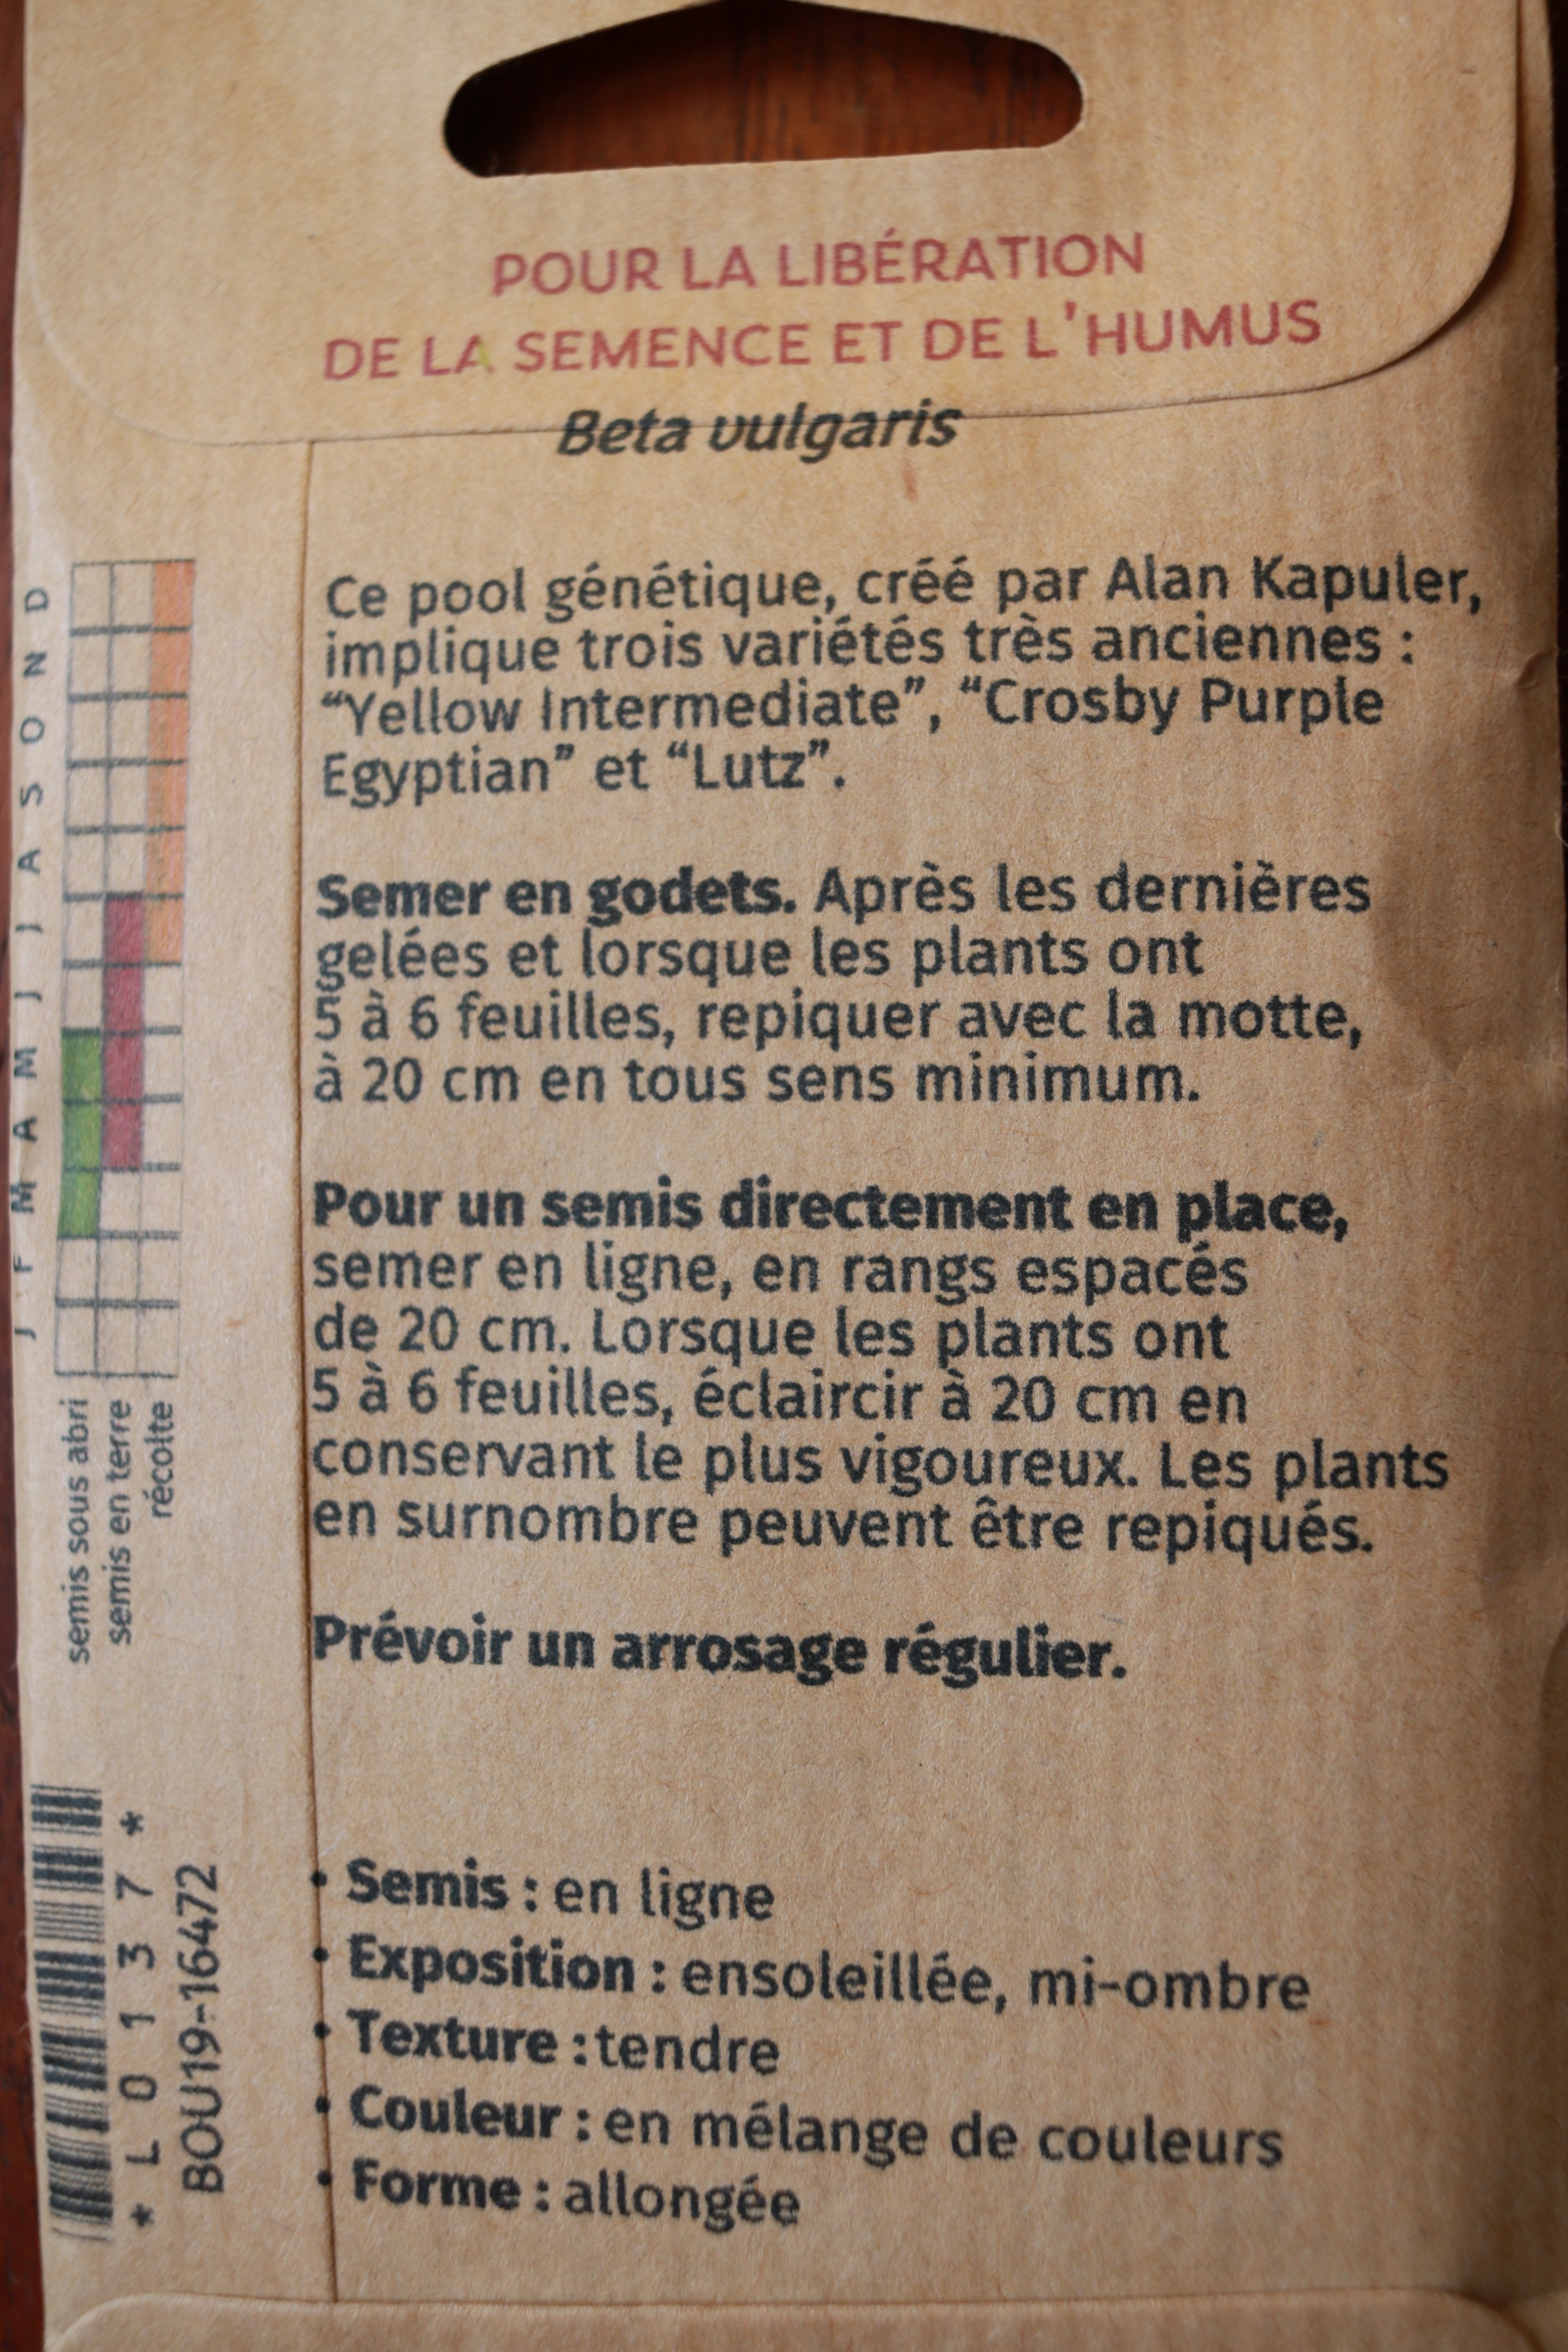 POUR LA LIBÉRATION
DE LA SEMENCE ET DE L'HUMUS
Beta vulgaris
Ce pool génétique, créé par Alan Kapuler,
implique trois variétés très anciennes :
“Yellow Intermediate”, “Crosby Purple
Egyptian” et “Lutz”.
Semer en godets. Après les dernières
gelées et lorsque les plants ont
5 à 6 feuilles, repiquer avec la motte,
à 20 cm en tous sens minimum.
Pour un semis directement en place,
semer en ligne, en rangs espacés
de 20 cm. Lorsque les plants ont
5 à 6 feuilles, éclaircir à 20 cm en
conservant le plus vigoureux. Les plants
en surnombre peuvent être repiqués.
Prévoir un arrosage régulier.
• Semis : en ligne
• Exposition : ensoleillée, mi-ombre
• Texture : tendre
• Couleur : en mélange de couleurs
• Forme : allongée
J F M A M J J A S O N D
semis sous abri
semis en terre
récolte
* L 0 1 3 7 *
BOU19-16472